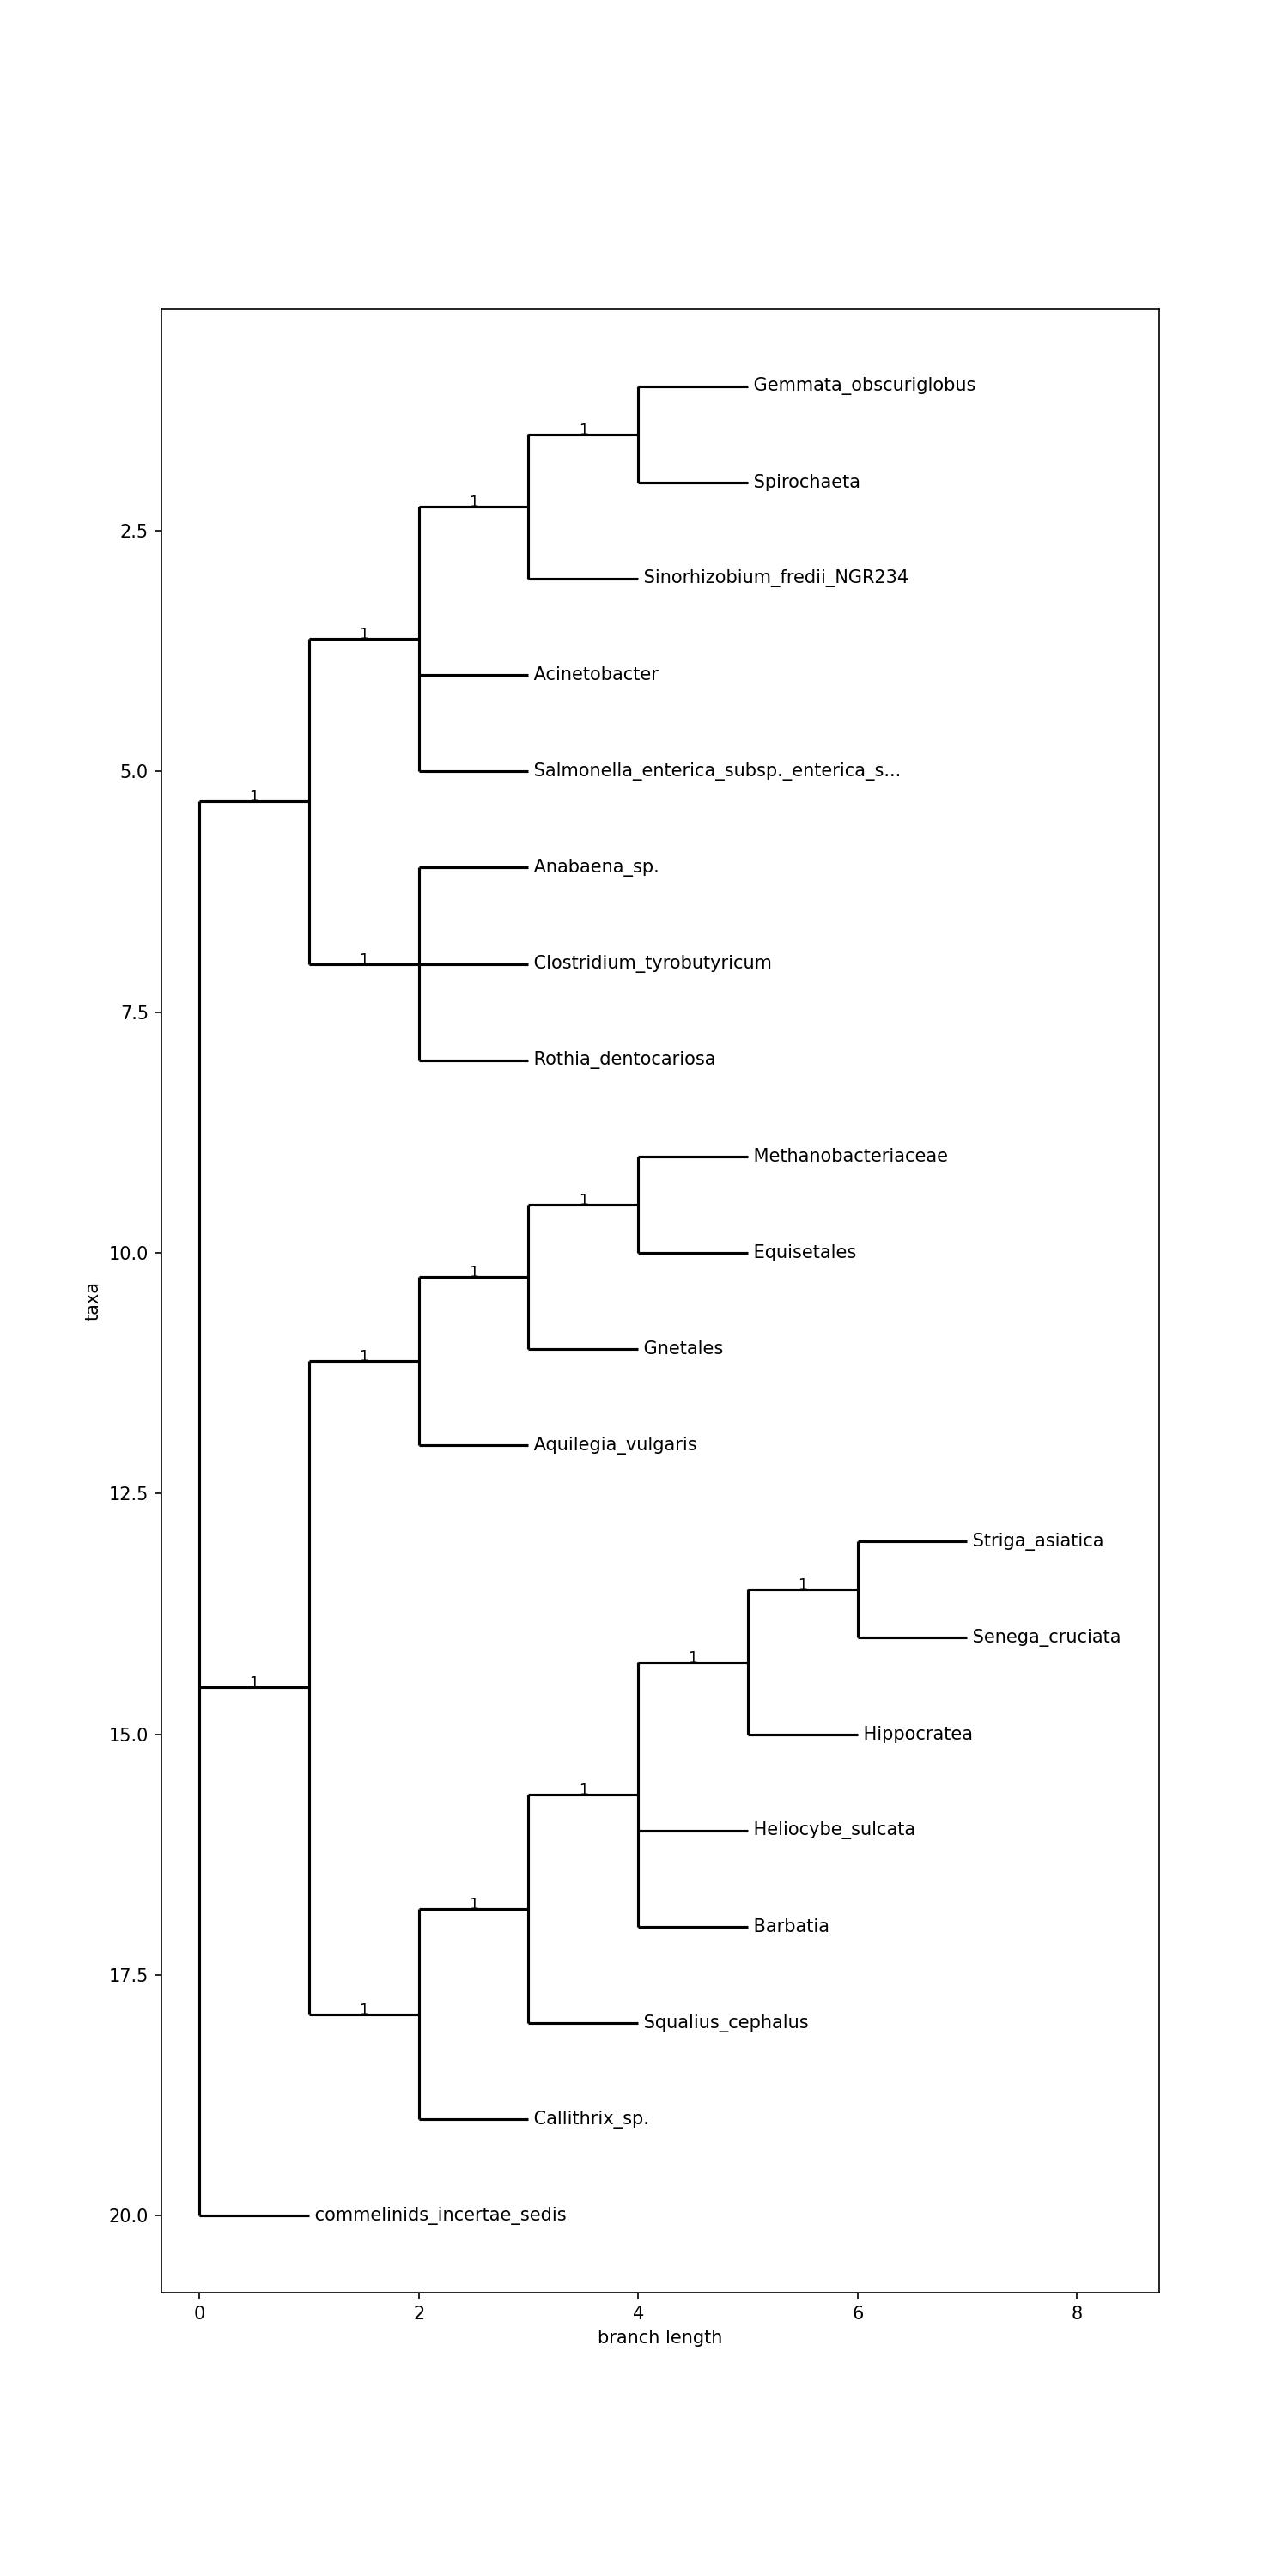 Gemmata_obscuriglobus
1
Spirochaeta
1
2.5
Sinorhizobium_fredii_NGR234
1
Acinetobacter
5.0
Salmonella_enterica_subsp._enterica_s...
1
Anabaena_sp.
1
Clostridium_tyrobutyricum
7.5
Rothia_dentocariosa
Methanobacteriaceae
1
10.0
Equisetales
1
taxa
Gnetales
1
Aquilegia_vulgaris
12.5
Striga_asiatica
1
Senega_cruciata
1
1
15.0
Hippocratea
1
Heliocybe_sulcata
1
Barbatia
17.5
1
Squalius_cephalus
Callithrix_sp.
20.0
commelinids_incertae_sedis
0 2 4 6 8
branch length